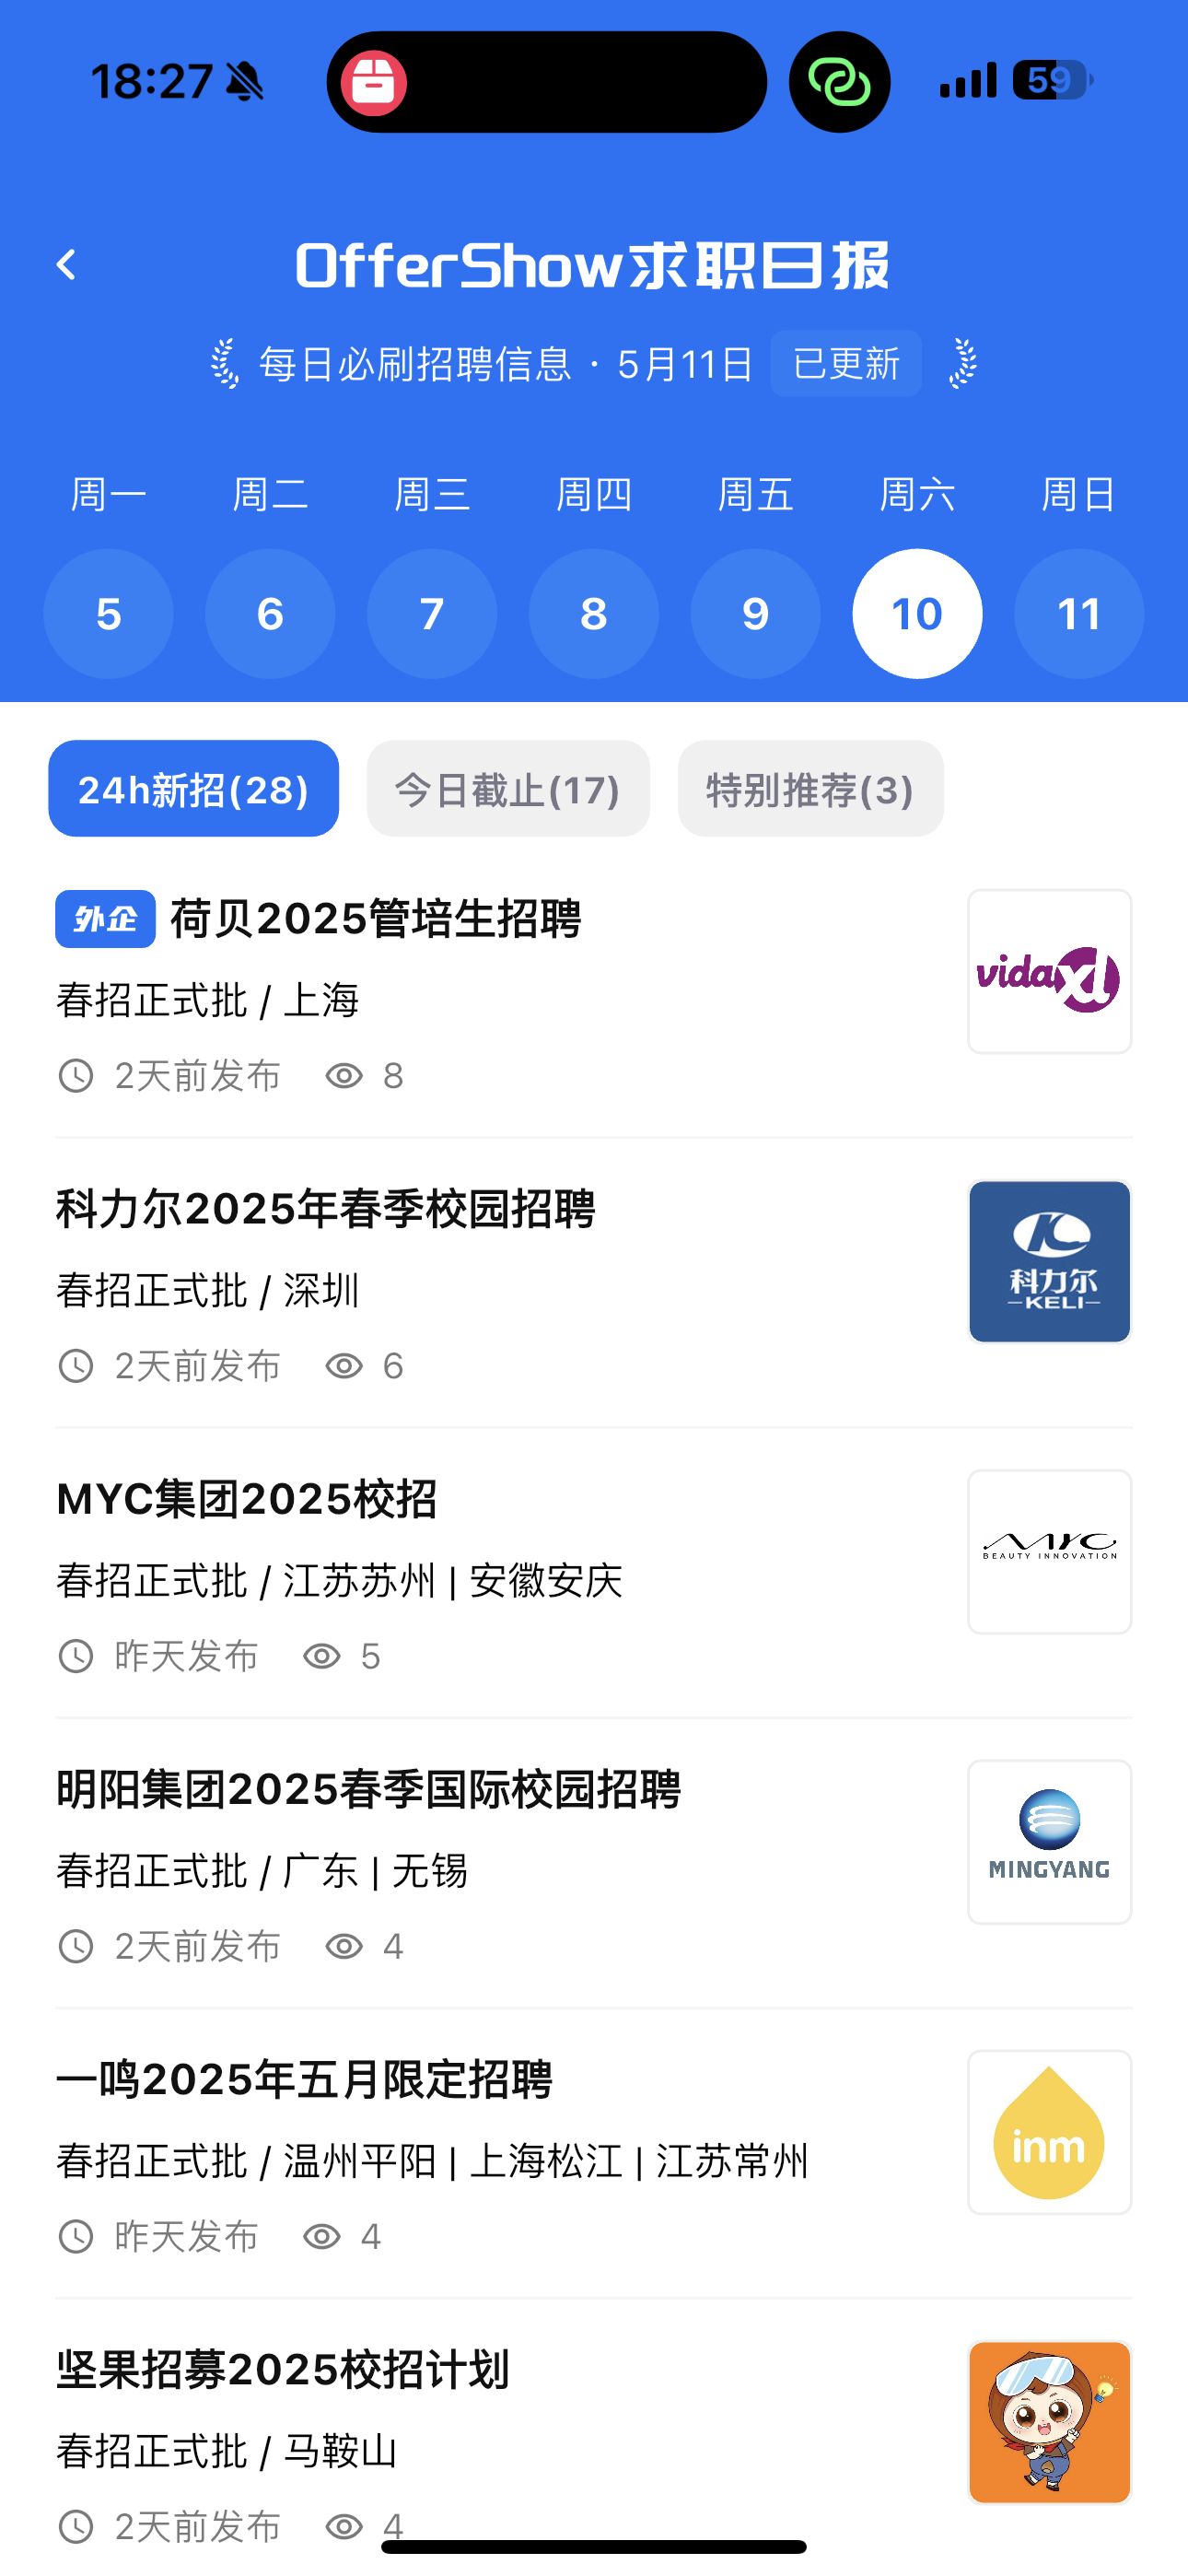 18:27
59
OfferShow求职日报
每日必刷招聘信息 · 5月11日 已更新
周一 周二 周三 周四 周五 周六 周日
5 6 7 8 9 10 11
24h新招(28) 今日截止(17) 特别推荐(3)
外企 荷贝2025管培生招聘
春招正式批 / 上海
2天前发布 8
vidaXL
科力尔2025年春季校园招聘
春招正式批 / 深圳
2天前发布 6
科力尔
KELI
MYC集团2025校招
春招正式批 / 江苏苏州 | 安徽安庆
昨天发布 5
MYC
BEAUTY INNOVATION
明阳集团2025春季国际校园招聘
春招正式批 / 广东 | 无锡
2天前发布 4
MINGYANG
一鸣2025年五月限定招聘
春招正式批 / 温州平阳 | 上海松江 | 江苏常州
昨天发布 4
inm
坚果招募2025校招计划
春招正式批 / 马鞍山
2天前发布 4